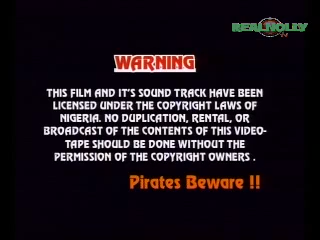 REALNOLLY
TV
WARNING
THIS FILM AND IT'S SOUND TRACK HAVE BEEN
LICENSED UNDER THE COPYRIGHT LAWS OF
NIGERIA. NO DUPLICATION, RENTAL, OR
BROADCAST OF THE CONTENTS OF THIS VIDEO-
TAPE SHOULD BE DONE WITHOUT THE
PERMISSION OF THE COPYRIGHT OWNERS .
Pirates Beware !!